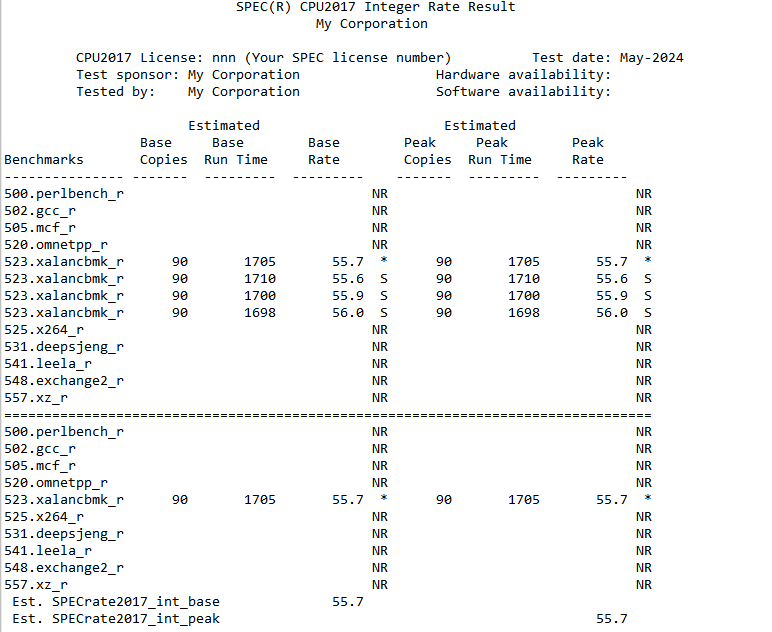 SPEC(R) CPU2017 Integer Rate Result
My Corporation
CPU2017 License: nnn (Your SPEC license number) Test date: May-2024
Test sponsor: My Corporation Hardware availability:
Tested by: My Corporation Software availability:
Estimated Estimated
Base Base Base Peak Peak Peak
Benchmarks Copies Run Time Rate Copies Run Time Rate
--------------- ------- --------- --------- ------- --------- ---------
500.perlbench_r NR NR
502.gcc_r NR NR
505.mcf_r NR NR
520.omnetpp_r NR NR
523.xalancbmk_r 90 1705 55.7 * 90 1705 55.7 *
523.xalancbmk_r 90 1710 55.6 S 90 1710 55.6 S
523.xalancbmk_r 90 1700 55.9 S 90 1700 55.9 S
523.xalancbmk_r 90 1698 56.0 S 90 1698 56.0 S
525.x264_r NR NR
531.deepsjeng_r NR NR
541.leela_r NR NR
548.exchange2_r NR NR
557.xz_r NR NR
=================================================================================
500.perlbench_r NR NR
502.gcc_r NR NR
505.mcf_r NR NR
520.omnetpp_r NR NR
523.xalancbmk_r 90 1705 55.7 * 90 1705 55.7 *
525.x264_r NR NR
531.deepsjeng_r NR NR
541.leela_r NR NR
548.exchange2_r NR NR
557.xz_r NR NR
Est. SPECrate2017_int_base 55.7
Est. SPECrate2017_int_peak 55.7